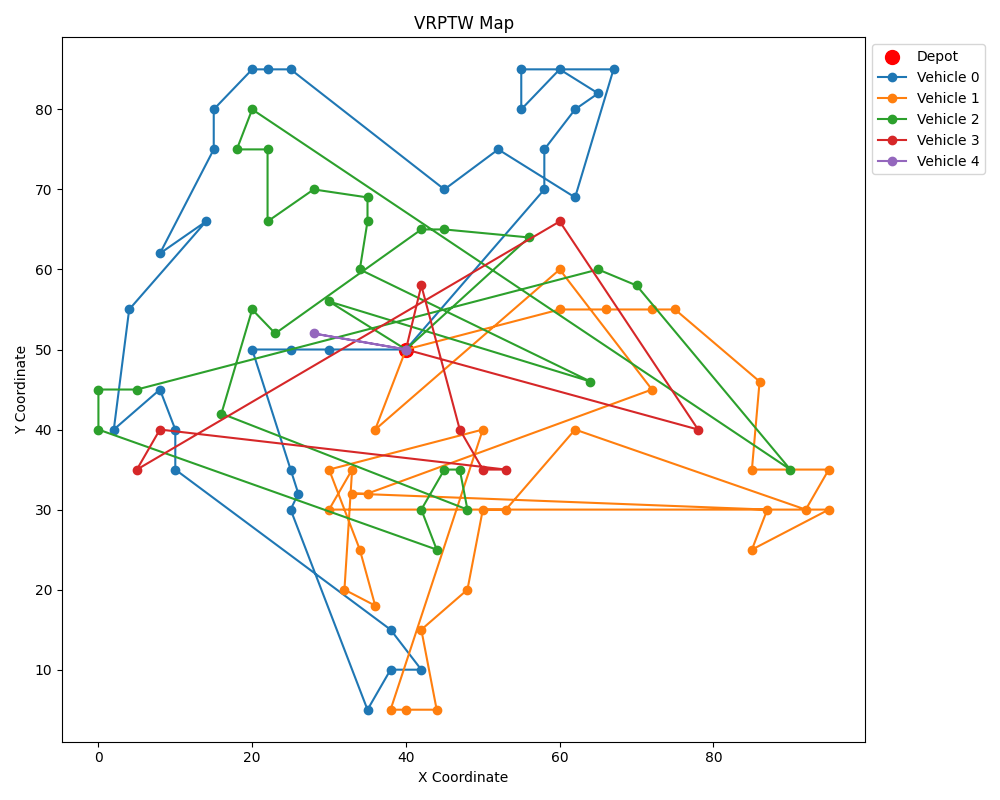 VRPTW Map
Depot
Vehicle 0
Vehicle 1
Vehicle 2
Vehicle 3
Vehicle 4
Y Coordinate
80
70
60
50
40
30
20
10
0
20
40
60
80
X Coordinate